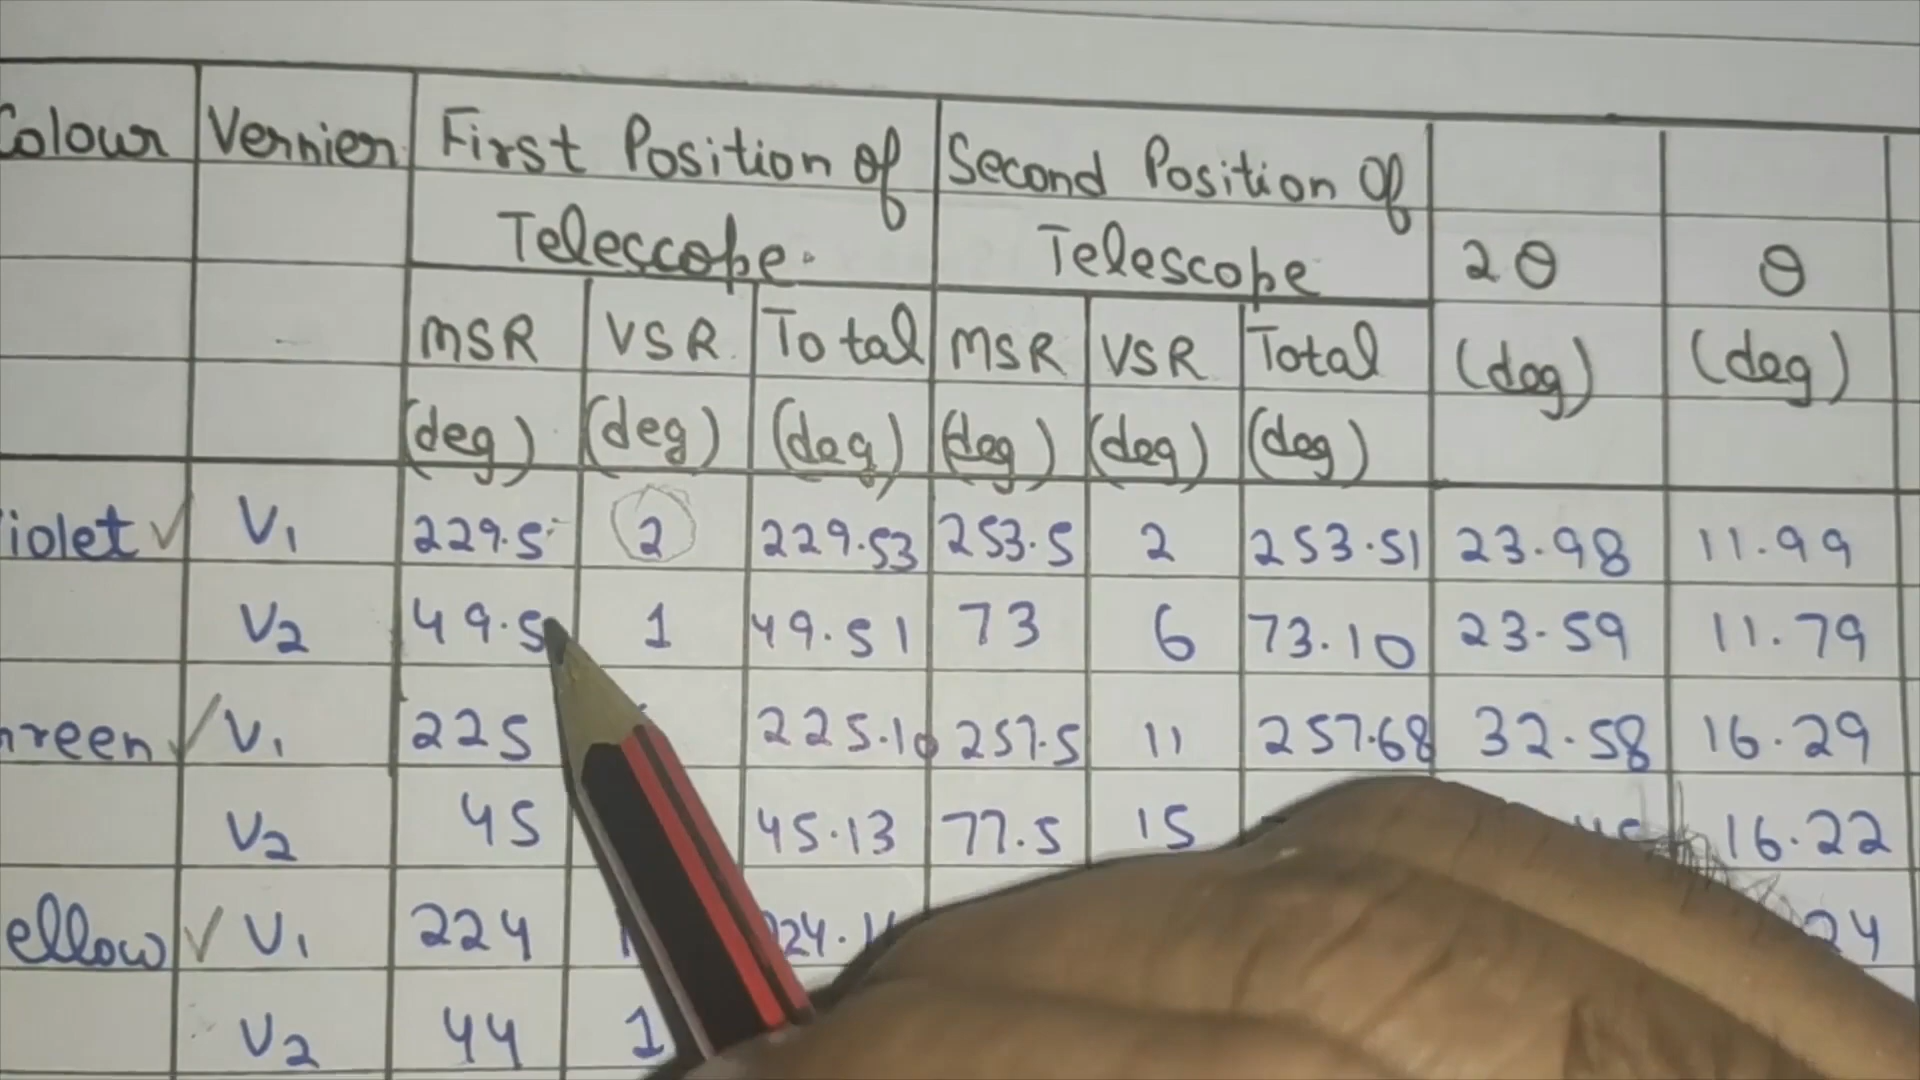 Colour Vernier First Position of Second Position Of
Telescope. Telescope 2θ θ
MSR VSR. Total MSR VSR Total (deg) (deg)
(deg) (deg) (deg) (deg) (deg) (deg)
iolet ✓ V1 229.5 2 229.53 253.5 2 253.51 23.98 11.99
V2 49.5 1 49.51 73 6 73.10 23.59 11.79
reen ✓ V1 225 225.10 257.5 11 257.68 32.58 16.29
V2 45 45.13 77.5 15 16.22
ellow ✓ V1 224 24
V2 44 1